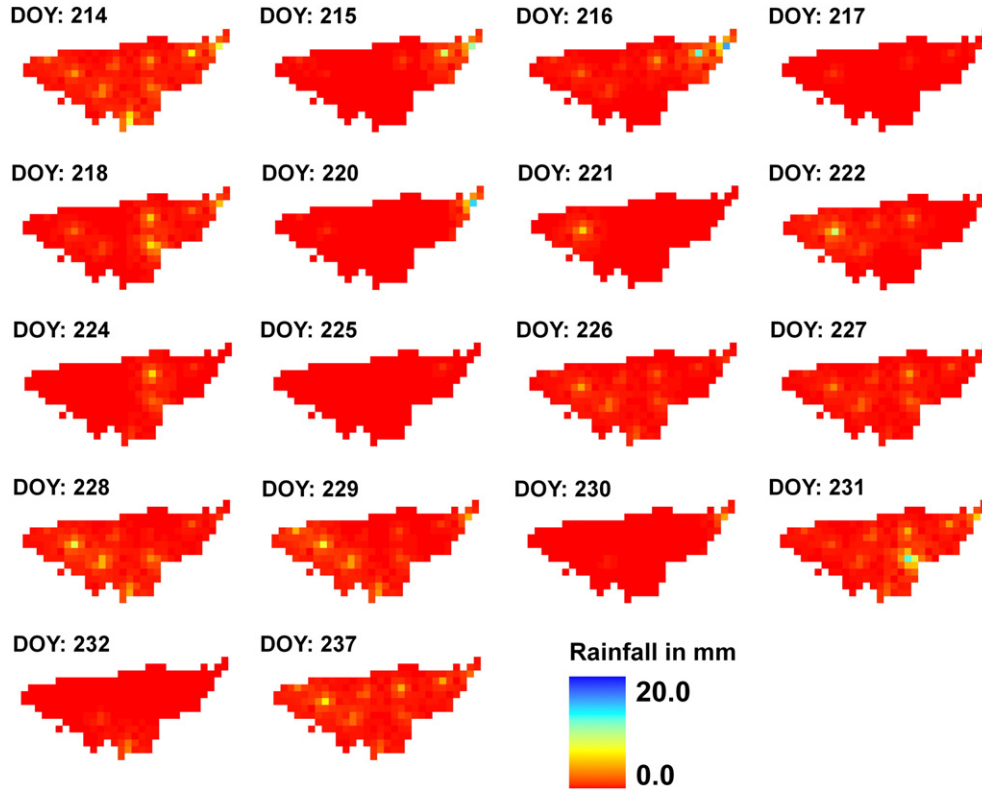 DOY: 214
DOY: 215
DOY: 216
DOY: 217
DOY: 218
DOY: 220
DOY: 221
DOY: 222
DOY: 224
DOY: 225
DOY: 226
DOY: 227
DOY: 228
DOY: 229
DOY: 230
DOY: 231
DOY: 232
DOY: 237
Rainfall in mm
20.0
0.0